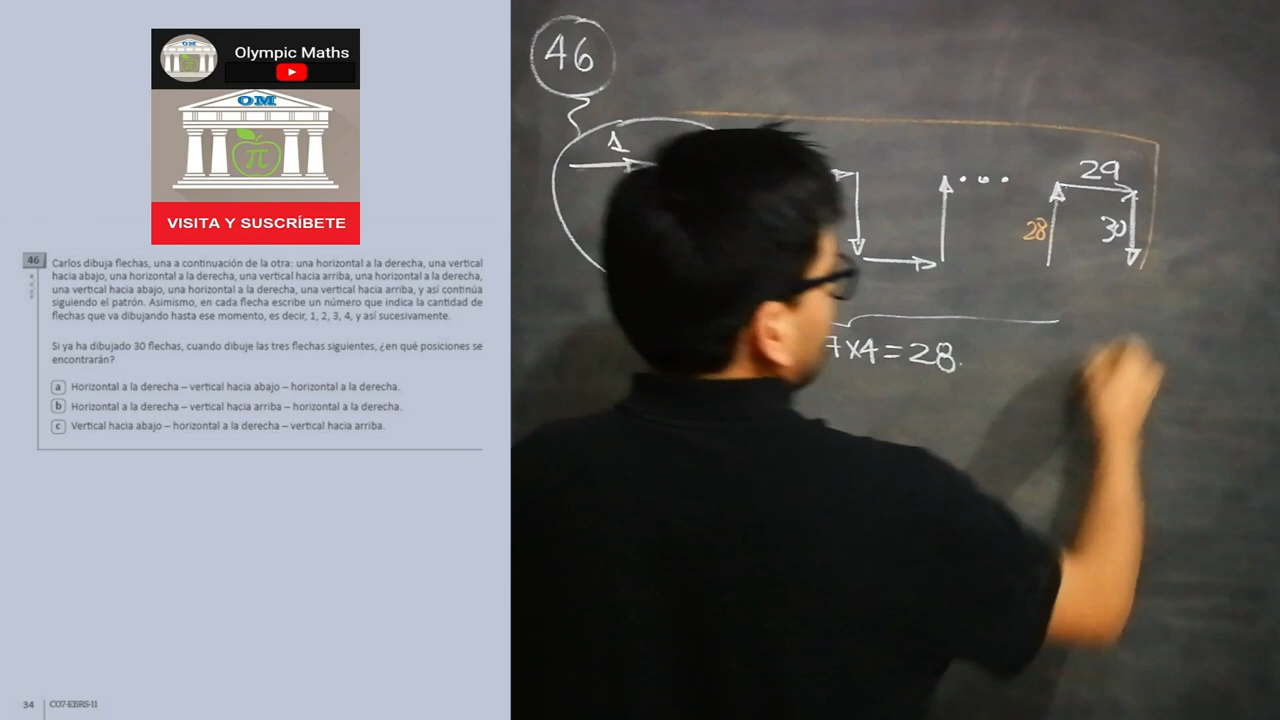 Olympic Maths
OM
OM
π
VISITA Y SUSCRÍBETE
46
Carlos dibuja flechas, una a continuación de la otra: una horizontal a la derecha, una vertical
hacia abajo, una horizontal a la derecha, una vertical hacia arriba, una horizontal a la derecha,
una vertical hacia abajo, una horizontal a la derecha, una vertical hacia arriba, y así continúa
siguiendo el patrón. Asimismo, en cada flecha escribe un número que indica la cantidad de
flechas que va dibujando hasta ese momento, es decir, 1, 2, 3, 4, y así sucesivamente.
Si ya ha dibujado 30 flechas, cuando dibuje las tres flechas siguientes, ¿en qué posiciones se
encontrarán?
a Horizontal a la derecha – vertical hacia abajo – horizontal a la derecha.
b Horizontal a la derecha – vertical hacia arriba – horizontal a la derecha.
c Vertical hacia abajo – horizontal a la derecha – vertical hacia arriba.
34 C07-EBRS-11
46
1
...
29
28
30
7x4=28.